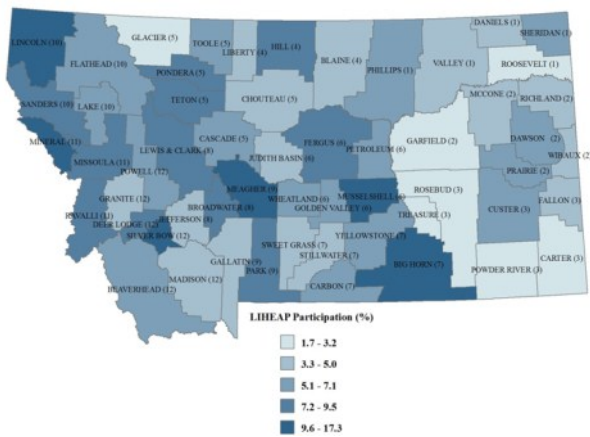 DANIELS (1)
SHERIDAN (1)
LINCOLN (10)
GLACIER (5)
TOOLE (5)
LIBERTY (4)
HILL (4)
BLAINE (4)
PHILLIPS (1)
VALLEY (1)
ROOSEVELT (1)
FLATHEAD (10)
PONDERA (5)
TETON (5)
CHOUTEAU (4)
MCCONE (2)
RICHLAND (2)
SANDERS (10)
LAKE (10)
CASCADE (5)
FERGUS (6)
PETROLEUM (6)
GARFIELD (2)
DAWSON (2)
WIBAUX (2)
MINERAL (11)
MISSOULA (11)
LEWIS & CLARK (8)
JUDITH BASIN (6)
PRAIRIE (2)
POWELL (12)
MEAGHER (9)
WHEATLAND (6)
GOLDEN VALLEY (6)
MUSSELSHELL (6)
ROSEBUD (3)
TREASURE (3)
CUSTER (3)
FALLON (3)
GRANITE (12)
BROADWATER (8)
RAVALLI (11)
DEER LODGE (12)
JEFFERSON (8)
SILVER BOW (12)
SWEET GRASS (7)
STILLWATER (7)
YELLOWSTONE (7)
GALLATIN (9)
PARK (9)
BIG HORN (7)
POWDER RIVER (3)
CARTER (3)
MADISON (12)
BEAVERHEAD (12)
CARBON (7)
LIHEAP Participation (%)
1.7 - 3.2
3.3 - 5.0
5.1 - 7.1
7.2 - 9.5
9.6 - 17.3